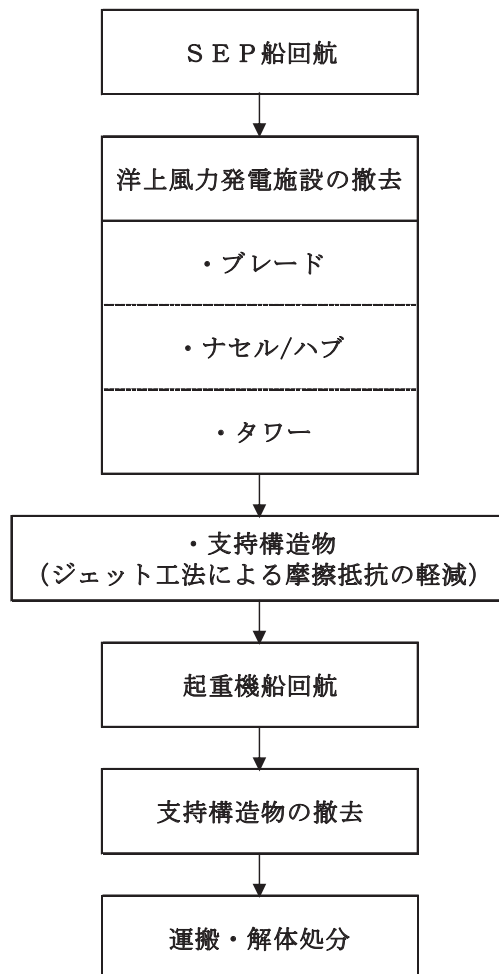 ＳＥＰ船回航
洋上風力発電施設の撤去
・ブレード
・ナセル/ハブ
・タワー
・支持構造物
（ジェット工法による摩擦抵抗の軽減）
起重機船回航
支持構造物の撤去
運搬・解体処分